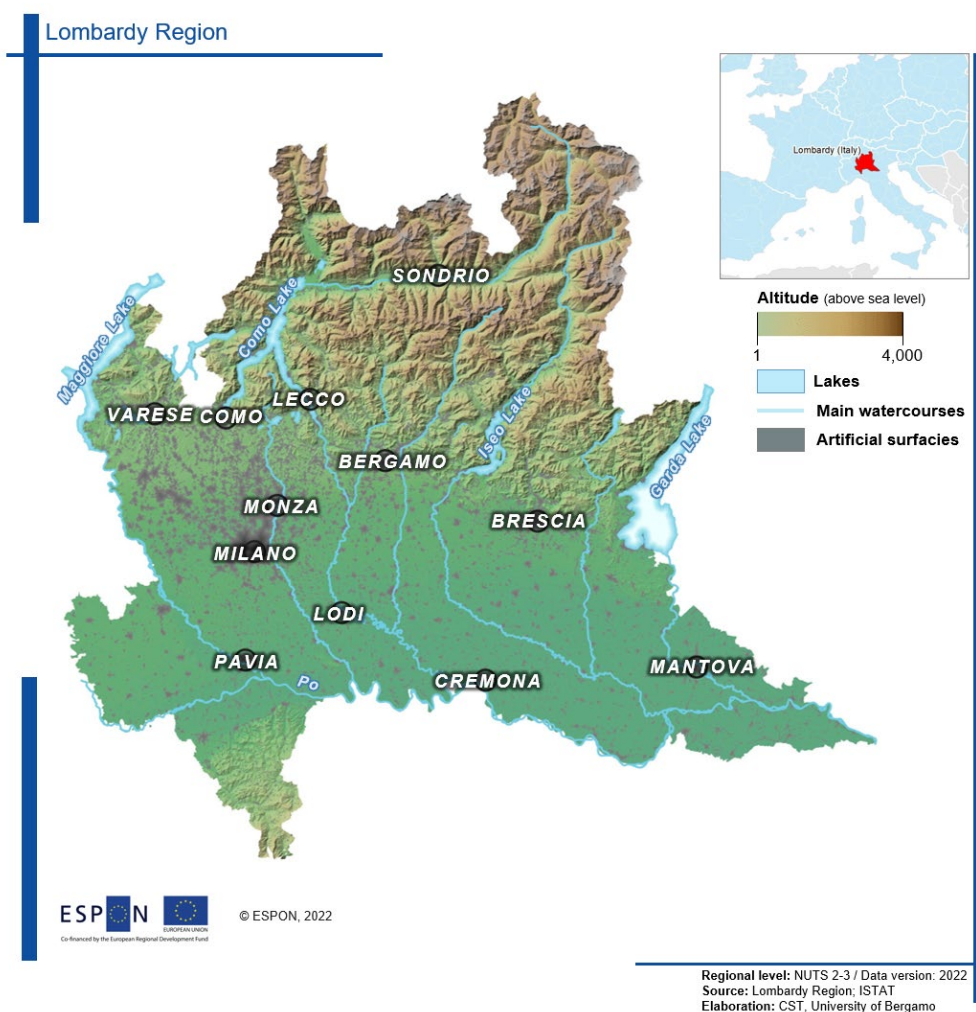 Lombardy Region
Lombardy (Italy)
Altitude (above sea level)
1 4,000
Lakes
Main watercourses
Artificial surfacies
SONDRIO
Maggiore Lake
Como Lake
VARESE COMO LECCO
Iseo Lake
Garda Lake
BERGAMO
MONZA
BRESCIA
MILANO
LODI
PAVIA
MANTOVA
Po
CREMONA
ESPON
EUROPEAN UNION
Co-financed by the European Regional Development Fund
© ESPON, 2022
Regional level: NUTS 2-3 / Data version: 2022
Source: Lombardy Region; ISTAT
Elaboration: CST, University of Bergamo